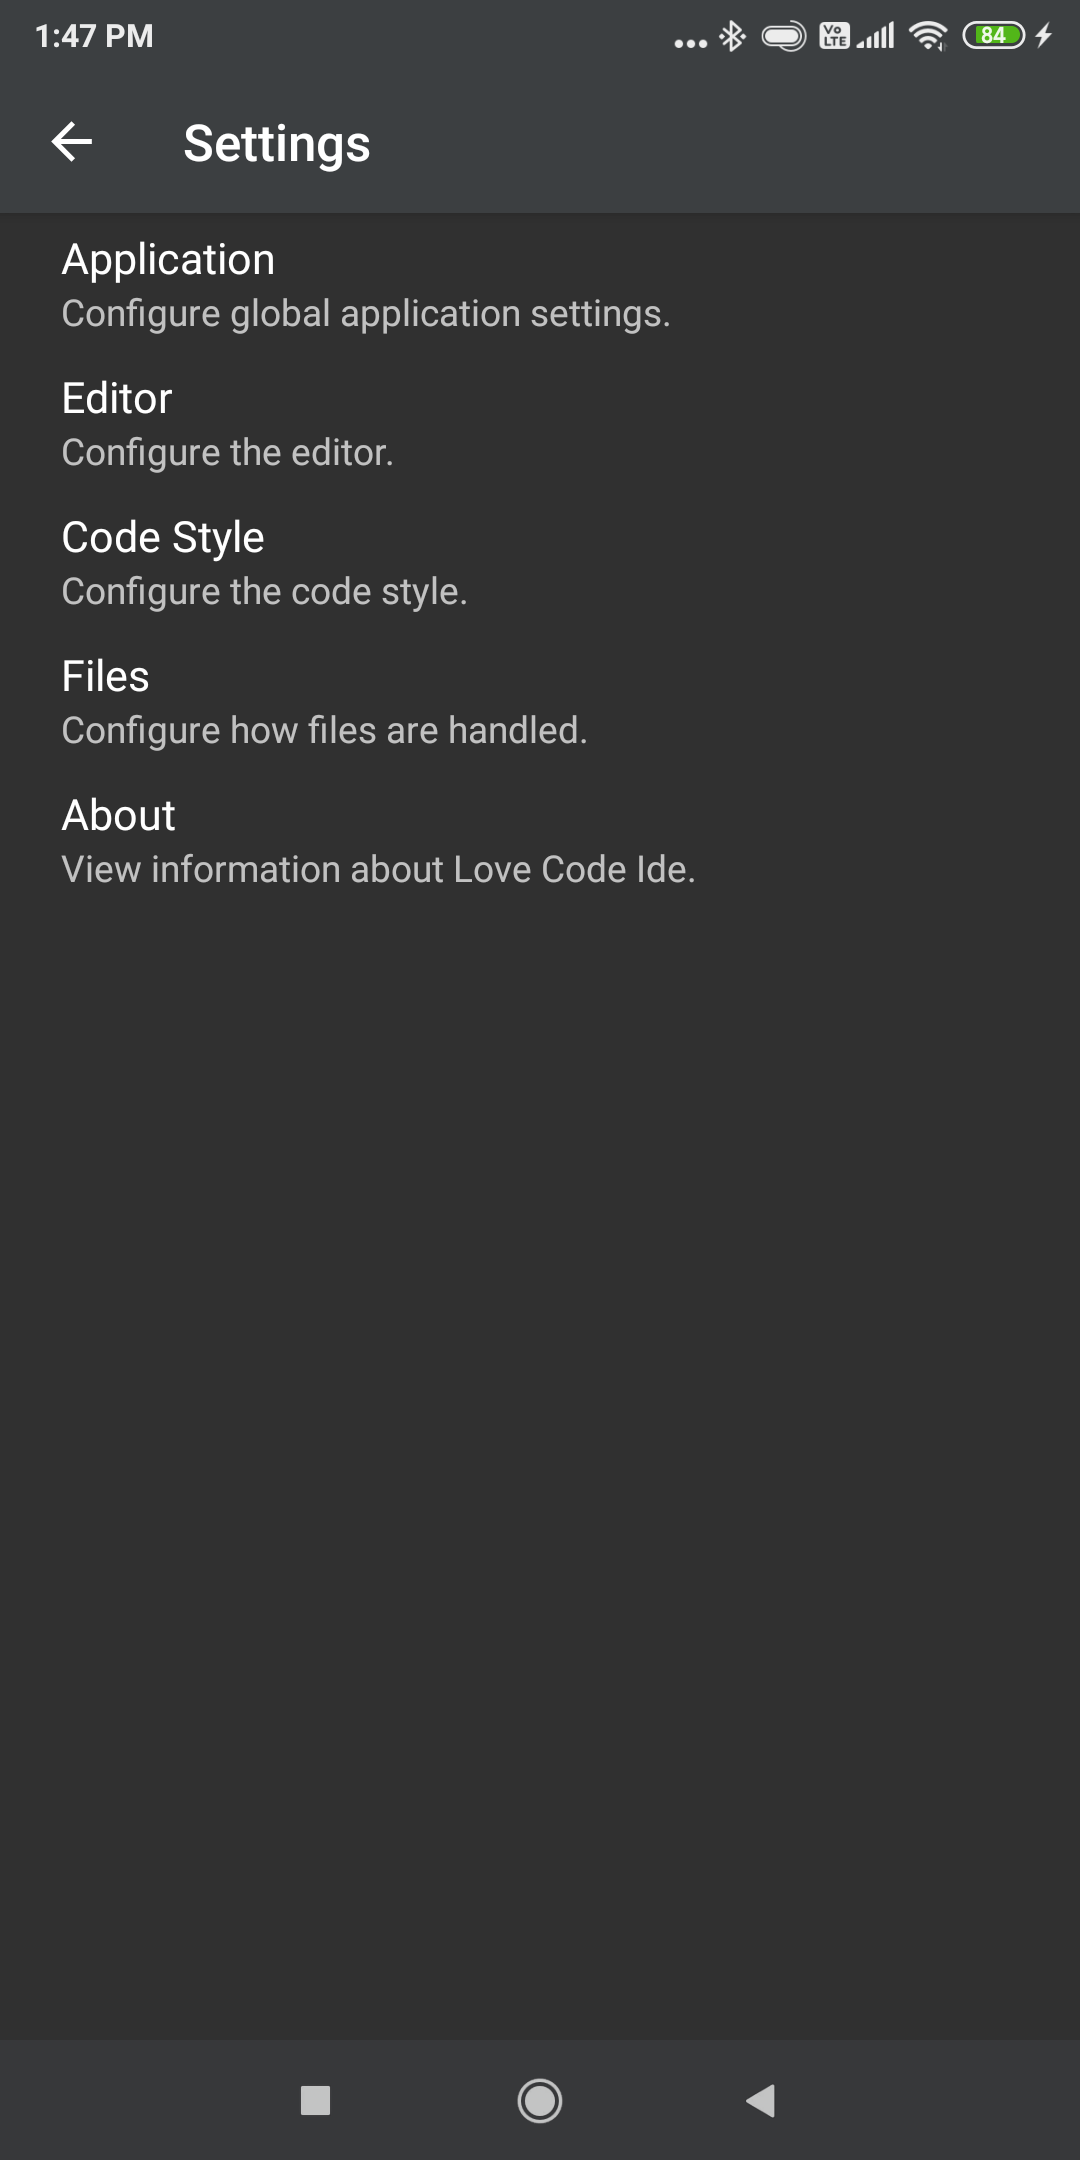 1:47 PM
Vo
LTE
84
Settings
Application
Configure global application settings.
Editor
Configure the editor.
Code Style
Configure the code style.
Files
Configure how files are handled.
About
View information about Love Code Ide.